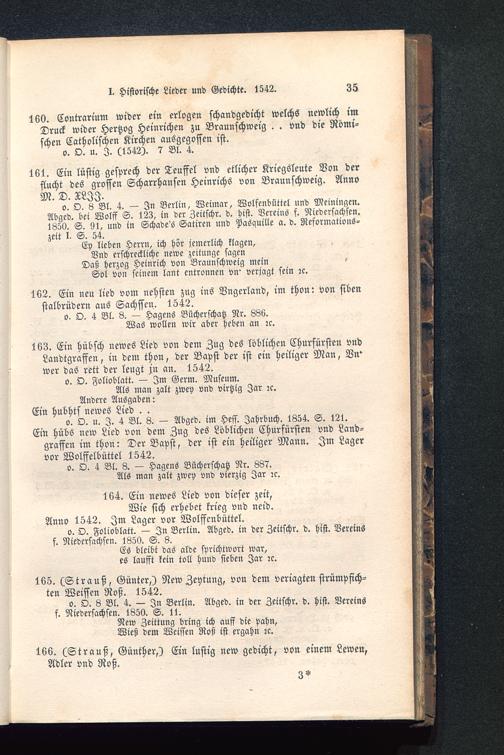 I. Historische Lieder und Gedichte. 1542. 35
160. Contrarium wider ein erlogen schandgedicht welchs newlich im
Druck wider Hertzog Heinrichen zu Braunschweig . . vnd die Römi-
schen Catholischen Kirchen ausgegossen ist.
o. O. u. J. (1542). 7 Bl. 4.
161. Ein lüstig gesprech der Teuffel vnd etlicher Kriegsleute Von der
flucht des grossen Scharrhansen Heinrichs von Braunschweig. Anno
M. D. XLIJ.
o. O. 8 Bl. 4. — In Berlin, Weimar, Wolfenbüttel und Meiningen.
Abged. bei Wolff S. 123, in der Zeitschr. d. hist. Vereins f. Niedersachsen,
1850. S. 91, und in Schade's Satiren und Pasquille a. d. Reformations-
zeit I. S. 54.
Ey lieben Herrn, ich hör jemerlich klagen,
Vnd erschreckliche newe zeitunge sagen
Daß herzog Heinrich von Braunschweig mein
Sol von seinem lant entronnen vn' verjagt sein ꝛc.
162. Ein neu lied vom nehsten zug ins Vngerland, im thon: von siben
stalbrüdern aus Sachssen. 1542.
o. O. 4 Bl. 8. — Hagens Bücherschatz Nr. 886.
Was wollen wir aber heben an ꝛc.
163. Ein hübsch newes Lied von dem Zug des löblichen Churfürsten und
Landtgraffen, in dem thon, der Bapst der ist ein heiliger Man, Vn'
wer das rett der leugt zu an. 1542.
o. O. Folioblatt. — Im Germ. Museum.
Als man zalt zwey vnd virtzig Jar ꝛc.
Andere Ausgaben:
Ein hubhts newes Lied . .
o. O. u. J. 4 Bl. 8. — Abged. im Hess. Jahrbuch. 1854. S. 121.
Ein hübs new Lied von dem Zug des Löblichen Churfürsten vnd Land-
graffen im thon: Der Bapst, der ist ein heiliger Mann. Im Lager
vor Wolffelbüttel 1542.
o. O. 4 Bl. 8. — Hagens Bücherschatz Nr. 887.
Als man zalt zwey vnd vierzig Jar ꝛc.
164. Ein newes Lied von dieser zeit,
Wie sich erhebet krieg vnd neid.
Anno 1542. Im Lager vor Wolffenbüttel.
o. O. Folioblatt. — In Berlin. Abged. in der Zeitschr. d. hist. Vereins
f. Niedersachsen. 1850. S. 8.
Es bleibt das alde sprichtwort war,
es laufft kein toll hund sieben Jar ꝛc.
165. (Strauß, Günter,) New Zeytung, von dem veriagten strümpfich-
ten Weissen Roß. 1542.
o. O. 8 Bl. 4. — In Berlin. Abged. in der Zeitschr. d. hist. Vereins
f. Niedersachsen. 1850. S. 11.
New Zeittung bring ich auff die pahn,
Wieß dem Weissen Roß ist ergahn ꝛc.
166. (Strauß, Günther,) Ein lustig new gedicht, von einem Lewen,
Adler vnd Roß.
3*